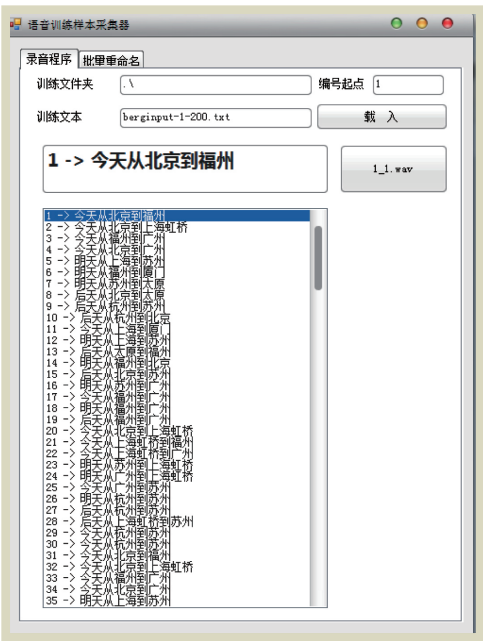 语音训练样本采集器
录音程序 批量重命名
训练文件夹 .\ 编号起点 1
训练文本 berginput-1-200.txt 载 入
1 -> 今天从北京到福州 1_1.wav
1 -> 今天从北京到福州
2 -> 今天从北京到上海虹桥
3 -> 今天从福州到广州
4 -> 今天从北京到广州
5 -> 明天从上海到苏州
6 -> 明天从福州到厦门
7 -> 明天从苏州到太原
8 -> 后天从北京到太原
9 -> 后天从杭州到苏州
10 -> 后天从杭州到北京
11 -> 今天从上海到厦门
12 -> 明天从上海到苏州
13 -> 后天从太原到福州
14 -> 明天从福州到北京
15 -> 后天从北京到苏州
16 -> 明天从苏州到广州
17 -> 今天从福州到广州
18 -> 明天从福州到广州
19 -> 后天从福州到广州
20 -> 今天从北京到上海虹桥
21 -> 今天从上海虹桥到福州
22 -> 今天从上海虹桥到广州
23 -> 明天从苏州到上海虹桥
24 -> 明天从广州到上海虹桥
25 -> 今天从广州到苏州
26 -> 明天从杭州到苏州
27 -> 后天从杭州到苏州
28 -> 后天从上海虹桥到苏州
29 -> 今天从杭州到苏州
30 -> 今天从杭州到苏州
31 -> 今天从北京到福州
32 -> 今天从北京到上海虹桥
33 -> 今天从福州到广州
34 -> 今天从北京到广州
35 -> 明天从上海到苏州